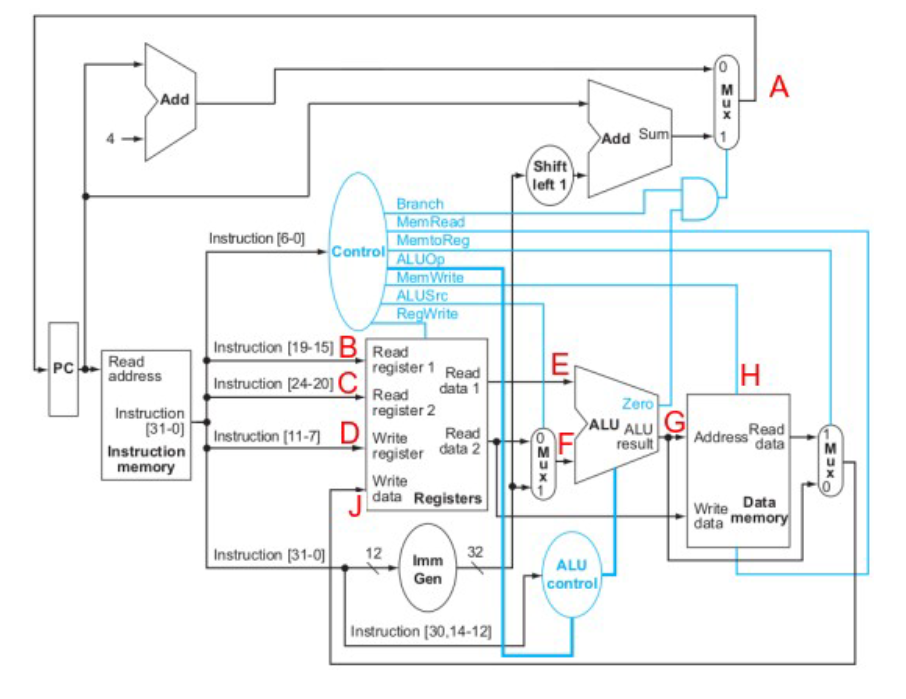 0
A
M
u
x
Add
4
Add Sum
1
Shift
left 1
Branch
MemRead
Instruction [6-0]
MemtoReg
Control
ALUOp
MemWrite
ALUSrc
RegWrite
Instruction [19-15] B
Read
register 1
PC
Read
address
E
H
Read
data 1
Instruction [24-20] C
Read
register 2
Zero
G
Instruction
[31-0]
Instruction
memory
Instruction [11-7] D
Write
register
Read
data 2
0
M
u
x
1
F
ALU
ALU
result
Address
Read
data
1
M
u
x
0
Write
data
Registers
J
Write
data
Data
memory
Instruction [31-0]
12
Imm
Gen
32
ALU
control
Instruction [30,14-12]